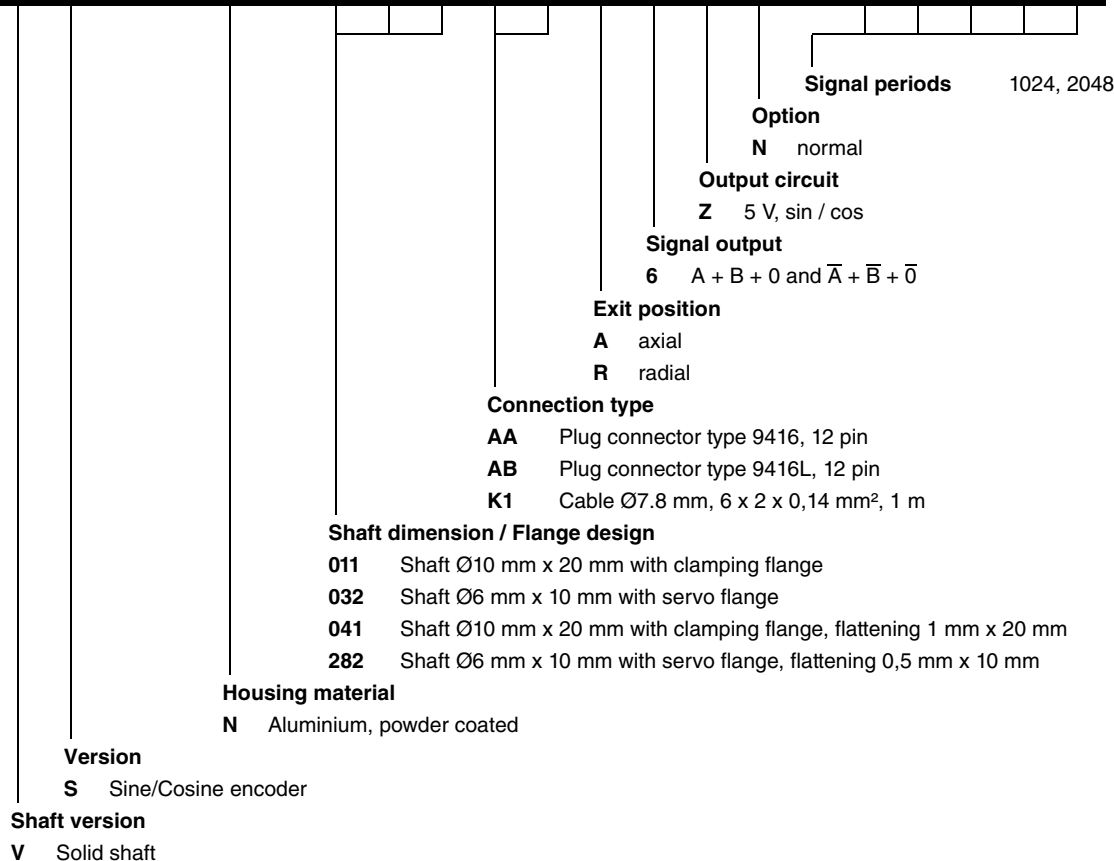 Signal periods 1024, 2048
Option
N normal
Output circuit
Z 5 V, sin / cos
Signal output
6 A + B + 0 and A̅ + B̅ + 0̅
Exit position
A axial
R radial
Connection type
AA Plug connector type 9416, 12 pin
AB Plug connector type 9416L, 12 pin
K1 Cable Ø7.8 mm, 6 x 2 x 0,14 mm², 1 m
Shaft dimension / Flange design
011 Shaft Ø10 mm x 20 mm with clamping flange
032 Shaft Ø6 mm x 10 mm with servo flange
041 Shaft Ø10 mm x 20 mm with clamping flange, flattening 1 mm x 20 mm
282 Shaft Ø6 mm x 10 mm with servo flange, flattening 0,5 mm x 10 mm
Housing material
N Aluminium, powder coated
Version
S Sine/Cosine encoder
Shaft version
V Solid shaft